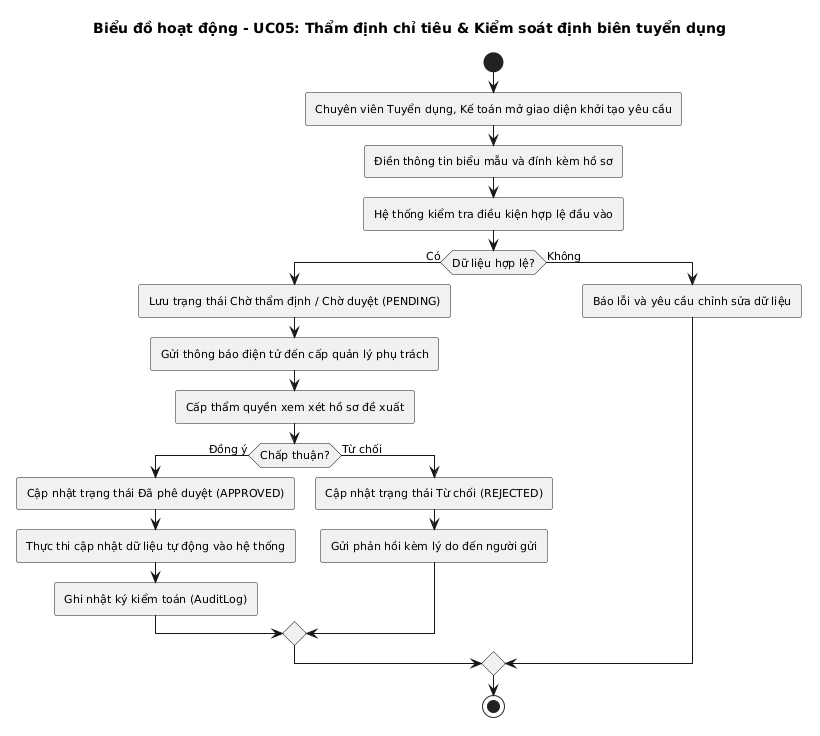 Biểu đồ hoạt động - UC05: Thẩm định chỉ tiêu & Kiểm soát định biên tuyển dụng
Chuyên viên Tuyển dụng, Kế toán mở giao diện khởi tạo yêu cầu
Điền thông tin biểu mẫu và đính kèm hồ sơ
Hệ thống kiểm tra điều kiện hợp lệ đầu vào
Có
Dữ liệu hợp lệ?
Không
Lưu trạng thái Chờ thẩm định / Chờ duyệt (PENDING)
Báo lỗi và yêu cầu chỉnh sửa dữ liệu
Gửi thông báo điện tử đến cấp quản lý phụ trách
Cấp thẩm quyền xem xét hồ sơ đề xuất
Đồng ý
Chấp thuận?
Từ chối
Cập nhật trạng thái Đã phê duyệt (APPROVED)
Cập nhật trạng thái Từ chối (REJECTED)
Thực thi cập nhật dữ liệu tự động vào hệ thống
Gửi phản hồi kèm lý do đến người gửi
Ghi nhật ký kiểm toán (AuditLog)